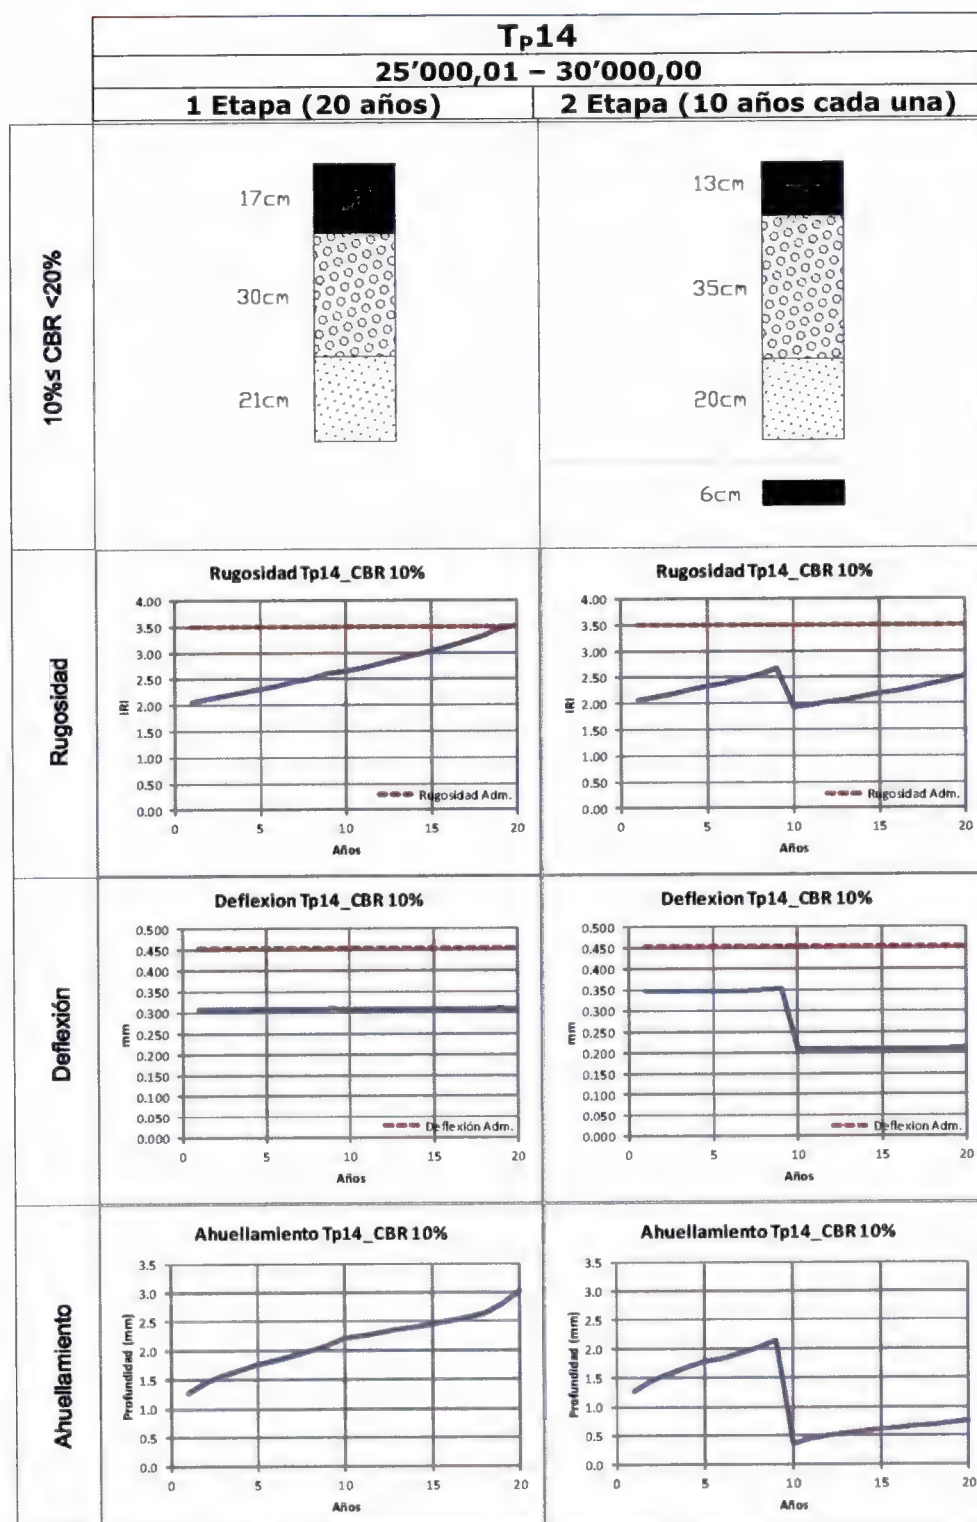 Tp14
25'000,01 – 30'000,00
1 Etapa (20 años)
2 Etapa (10 años cada una)
10%≤ CBR <20%
17cm
30cm
21cm
13cm
35cm
20cm
6cm
Rugosidad
Rugosidad Tp14_CBR 10%
4.00
3.50
3.00
2.50
2.00
1.50
1.00
0.50
0.00
IRI
0
5
10
15
20
Años
Rugosidad Adm.
Rugosidad Tp14_CBR 10%
4.00
3.50
3.00
2.50
2.00
1.50
1.00
0.50
0.00
IRI
0
5
10
15
20
Años
Rugosidad Adm.
Deflexión
Deflexion Tp14_CBR 10%
0.500
0.450
0.400
0.350
0.300
0.250
0.200
0.150
0.100
0.050
0.000
mm
0
5
10
15
20
Años
Deflexión Adm.
Deflexion Tp14_CBR 10%
0.500
0.450
0.400
0.350
0.300
0.250
0.200
0.150
0.100
0.050
0.000
mm
0
5
10
15
20
Años
Deflexión Adm.
Ahuellamiento
Ahuellamiento Tp14_CBR 10%
3.5
3.0
2.5
2.0
1.5
1.0
0.5
0.0
Profundidad (mm)
0
5
10
15
20
Años
Ahuellamiento Tp14_CBR 10%
3.5
3.0
2.5
2.0
1.5
1.0
0.5
0.0
Profundidad (mm)
0
5
10
15
20
Años